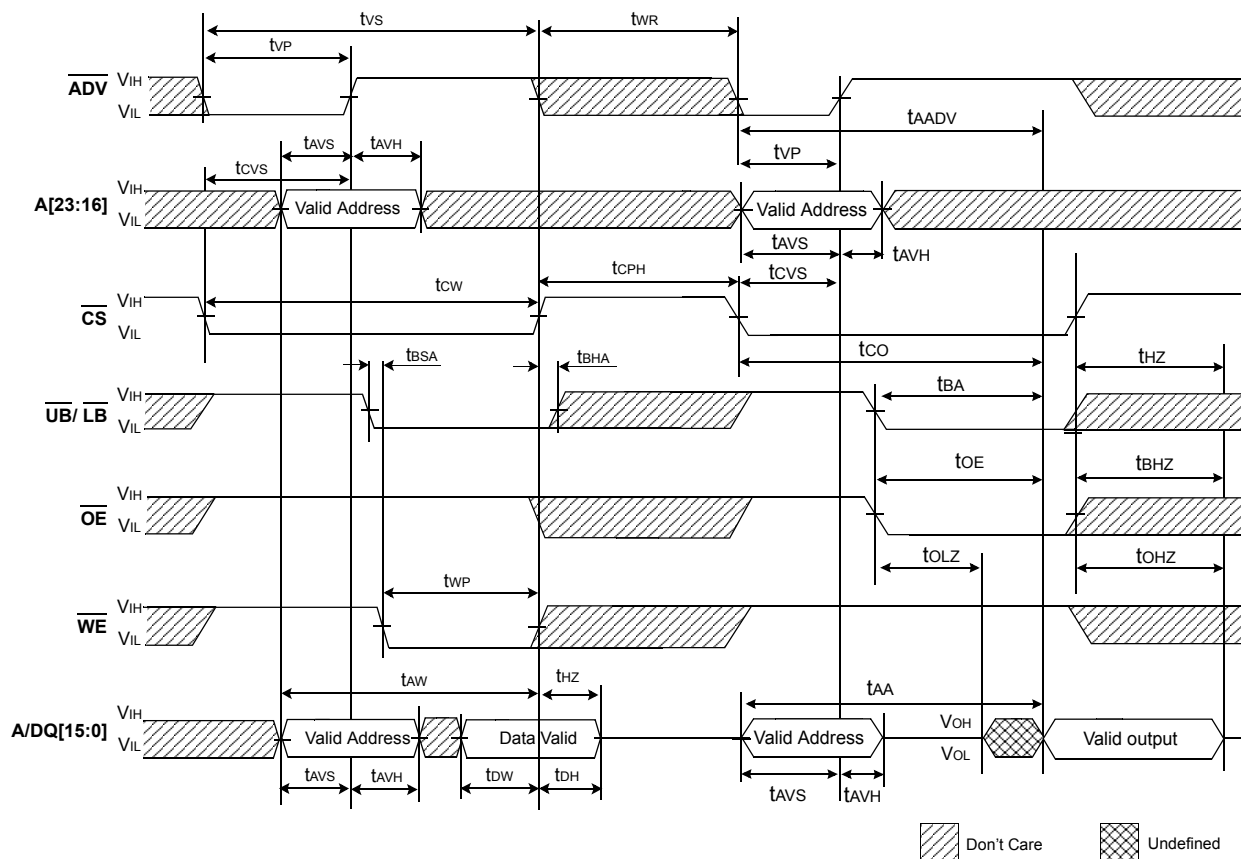 tVS
tWR
tVP
ADV
VIH
VIL
tAADV
tVP
tAVS
tAVH
tCVS
A[23:16]
VIH
VIL
Valid Address
Valid Address
tAVS
tAVH
tCPH
tCVS
tCW
CS
VIH
VIL
tCO
tBSA
tBHA
tHZ
tBA
UB/ LB
VIH
VIL
tOE
tBHZ
OE
VIH
VIL
tOLZ
tOHZ
tWP
WE
VIH
VIL
tAW
tHZ
tAA
A/DQ[15:0]
VIH
VIL
Valid Address
Data Valid
Valid Address
VOH
VOL
Valid output
tAVS
tAVH
tDW
tDH
tAVS
tAVH
Don't Care
Undefined